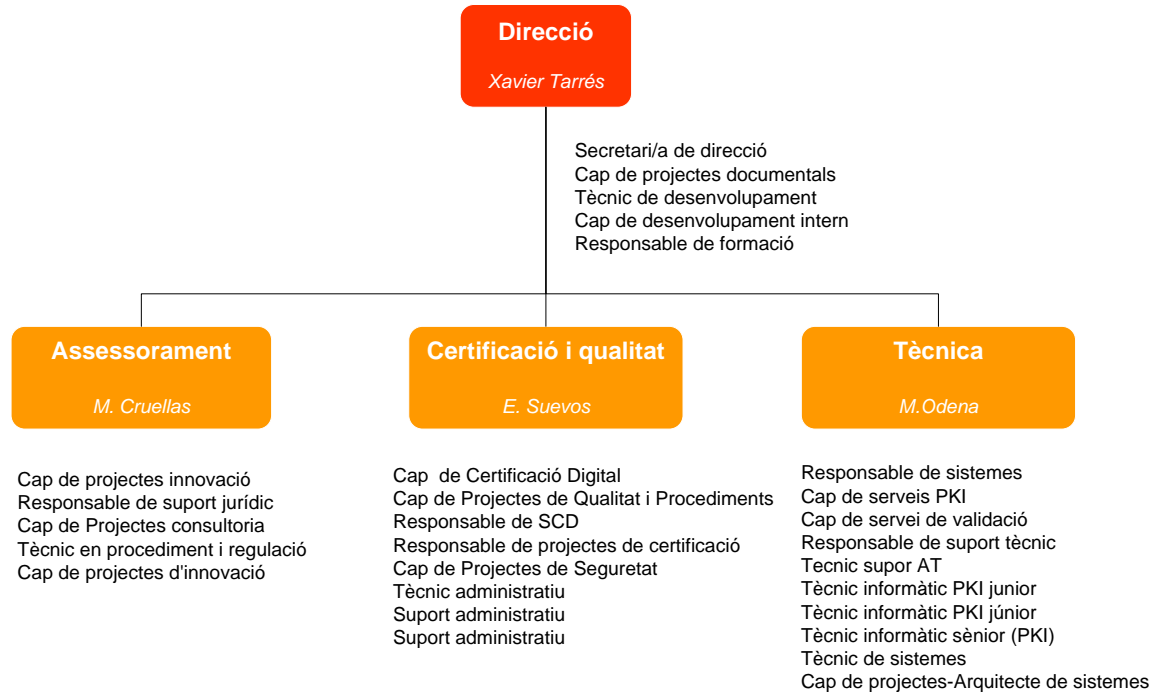 Direcció
Xavier Tarrés
Secretari/a de direcció
Cap de projectes documentals
Tècnic de desenvolupament
Cap de desenvolupament intern
Responsable de formació
Assessorament
M. Cruellas
Cap de projectes innovació
Responsable de suport jurídic
Cap de Projectes consultoria
Tècnic en procediment i regulació
Cap de projectes d'innovació
Certificació i qualitat
E. Suevos
Cap  de Certificació Digital
Cap de Projectes de Qualitat i Procediments
Responsable de SCD
Responsable de projectes de certificació
Cap de Projectes de Seguretat
Tècnic administratiu
Suport administratiu
Suport administratiu
Tècnica
M.Odena
Responsable de sistemes
Cap de serveis PKI
Cap de servei de validació
Responsable de suport tècnic
Tecnic supor AT
Tècnic informàtic PKI junior
Tècnic informàtic PKI júnior
Tècnic informàtic sènior (PKI)
Tècnic de sistemes
Cap de projectes-Arquitecte de sistemes